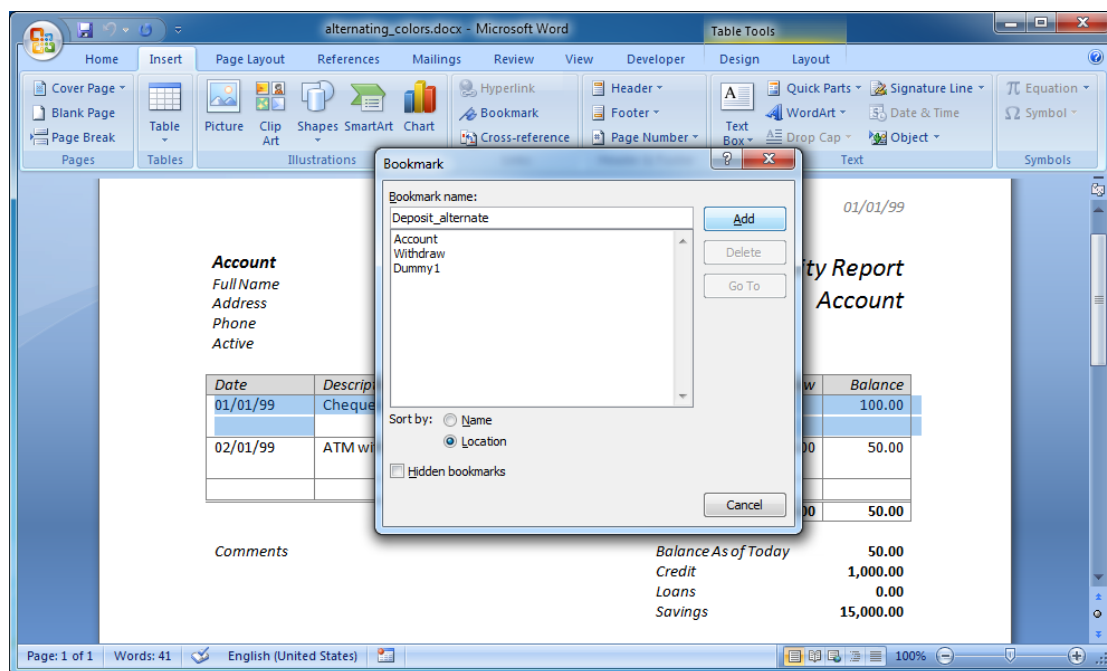 alternating_colors.docx - Microsoft Word
Table Tools
Home Insert Page Layout References Mailings Review View Developer Design Layout
Cover Page
Blank Page
Page Break
Pages
Table
Tables
Picture Clip Art Shapes SmartArt Chart
Illustrations
Hyperlink
Bookmark
Cross-reference
Header
Footer
Page Number
A
Text Box
Quick Parts
WordArt
Drop Cap
Signature Line
Date & Time
Object
Text
π Equation
Ω Symbol
Symbols
Bookmark
Bookmark name:
Deposit_alternate
Account
Withdraw
Dummy1
Add
Delete
Go To
Sort by: Name
Location
Hidden bookmarks
Cancel
01/01/99
ity Report
Account
Account
Full Name
Address
Phone
Active
Date Descript w Balance
01/01/99 Cheque 100.00
02/01/99 ATM wi 00 50.00
00 50.00
Comments
Balance As of Today 50.00
Credit 1,000.00
Loans 0.00
Savings 15,000.00
Page: 1 of 1 Words: 41 English (United States) 100%